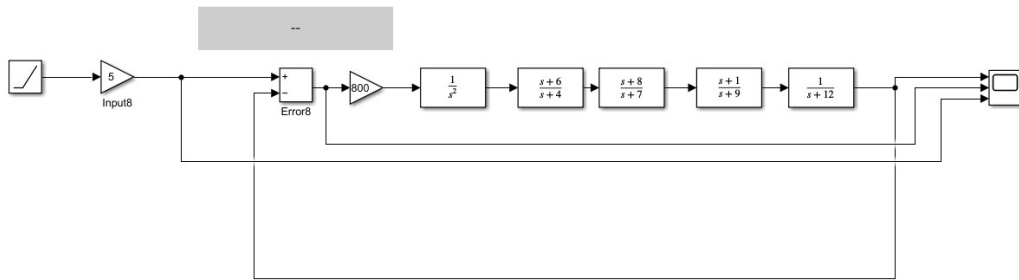 --
5
Input8
+
−
Error8
800
1
s²
s + 6
s + 4
s + 8
s + 7
s + 1
s + 9
1
s + 12